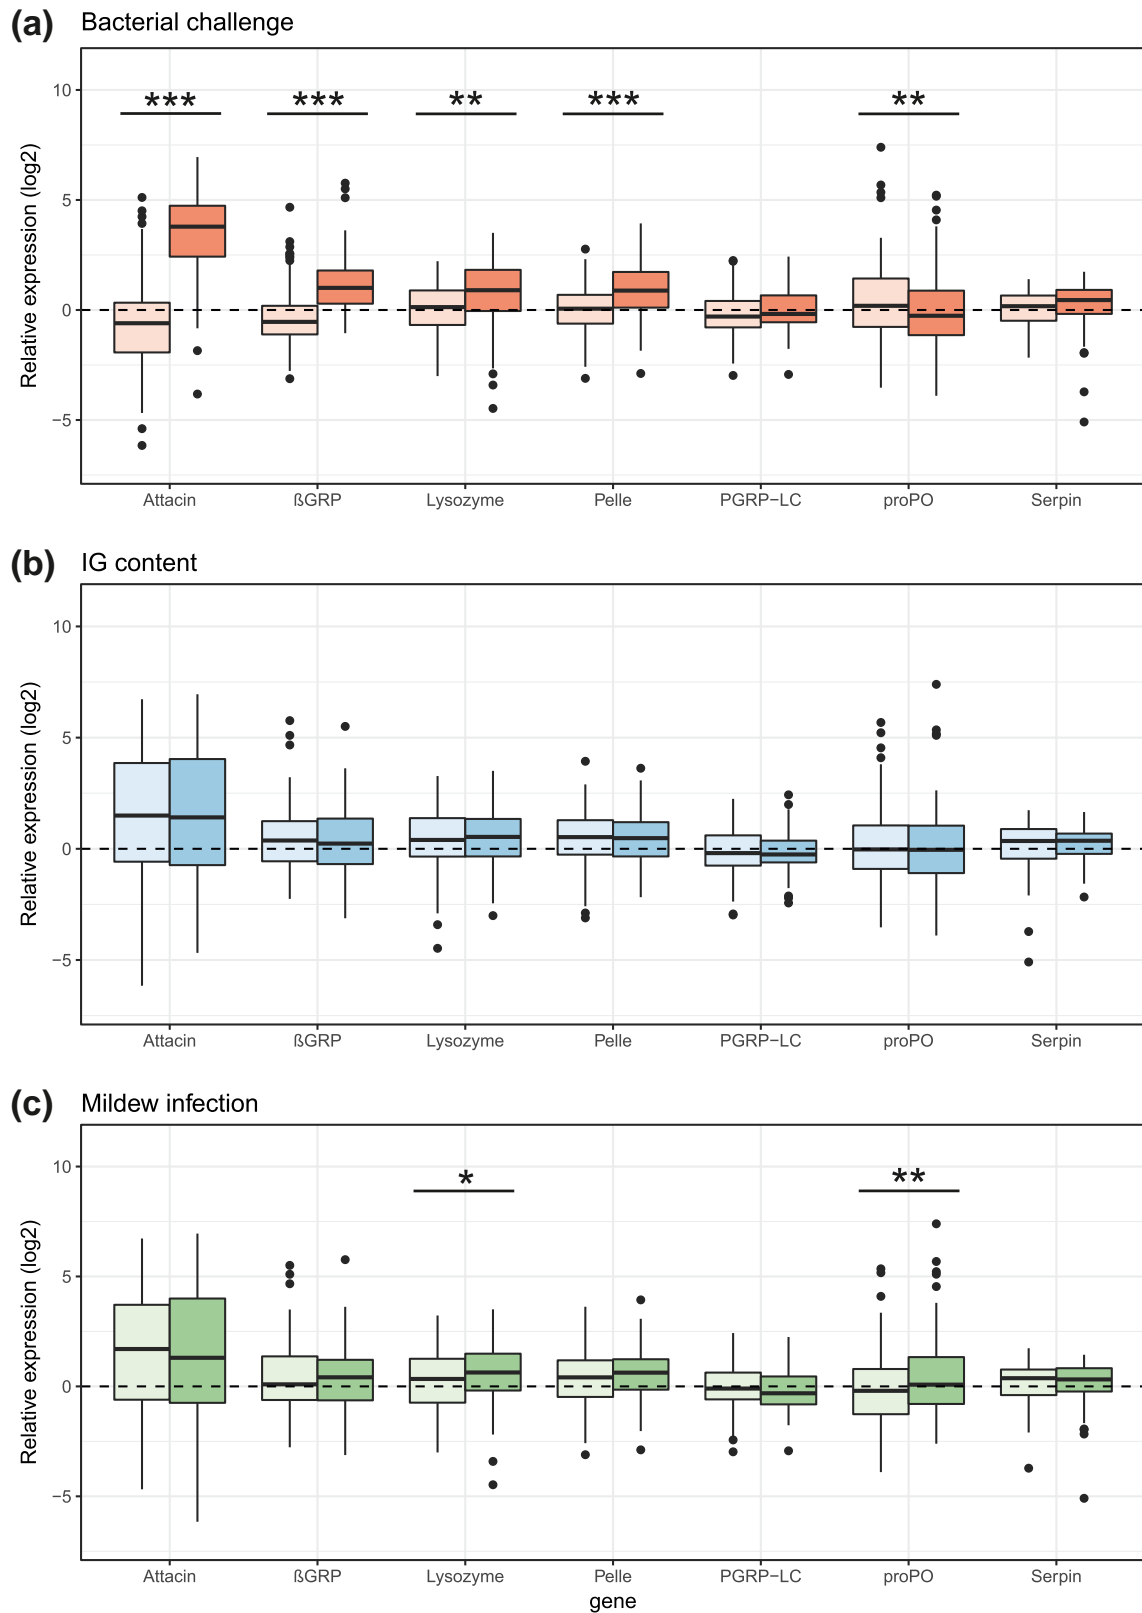 (a) Bacterial challenge
10
5
0
−5
Relative expression (log2)
*** *** ** *** **
Attacin ßGRP Lysozyme Pelle PGRP−LC proPO Serpin
(b) IG content
10
5
0
−5
Relative expression (log2)
Attacin ßGRP Lysozyme Pelle PGRP−LC proPO Serpin
(c) Mildew infection
10
5
0
−5
Relative expression (log2)
* **
Attacin ßGRP Lysozyme Pelle PGRP−LC proPO Serpin
gene